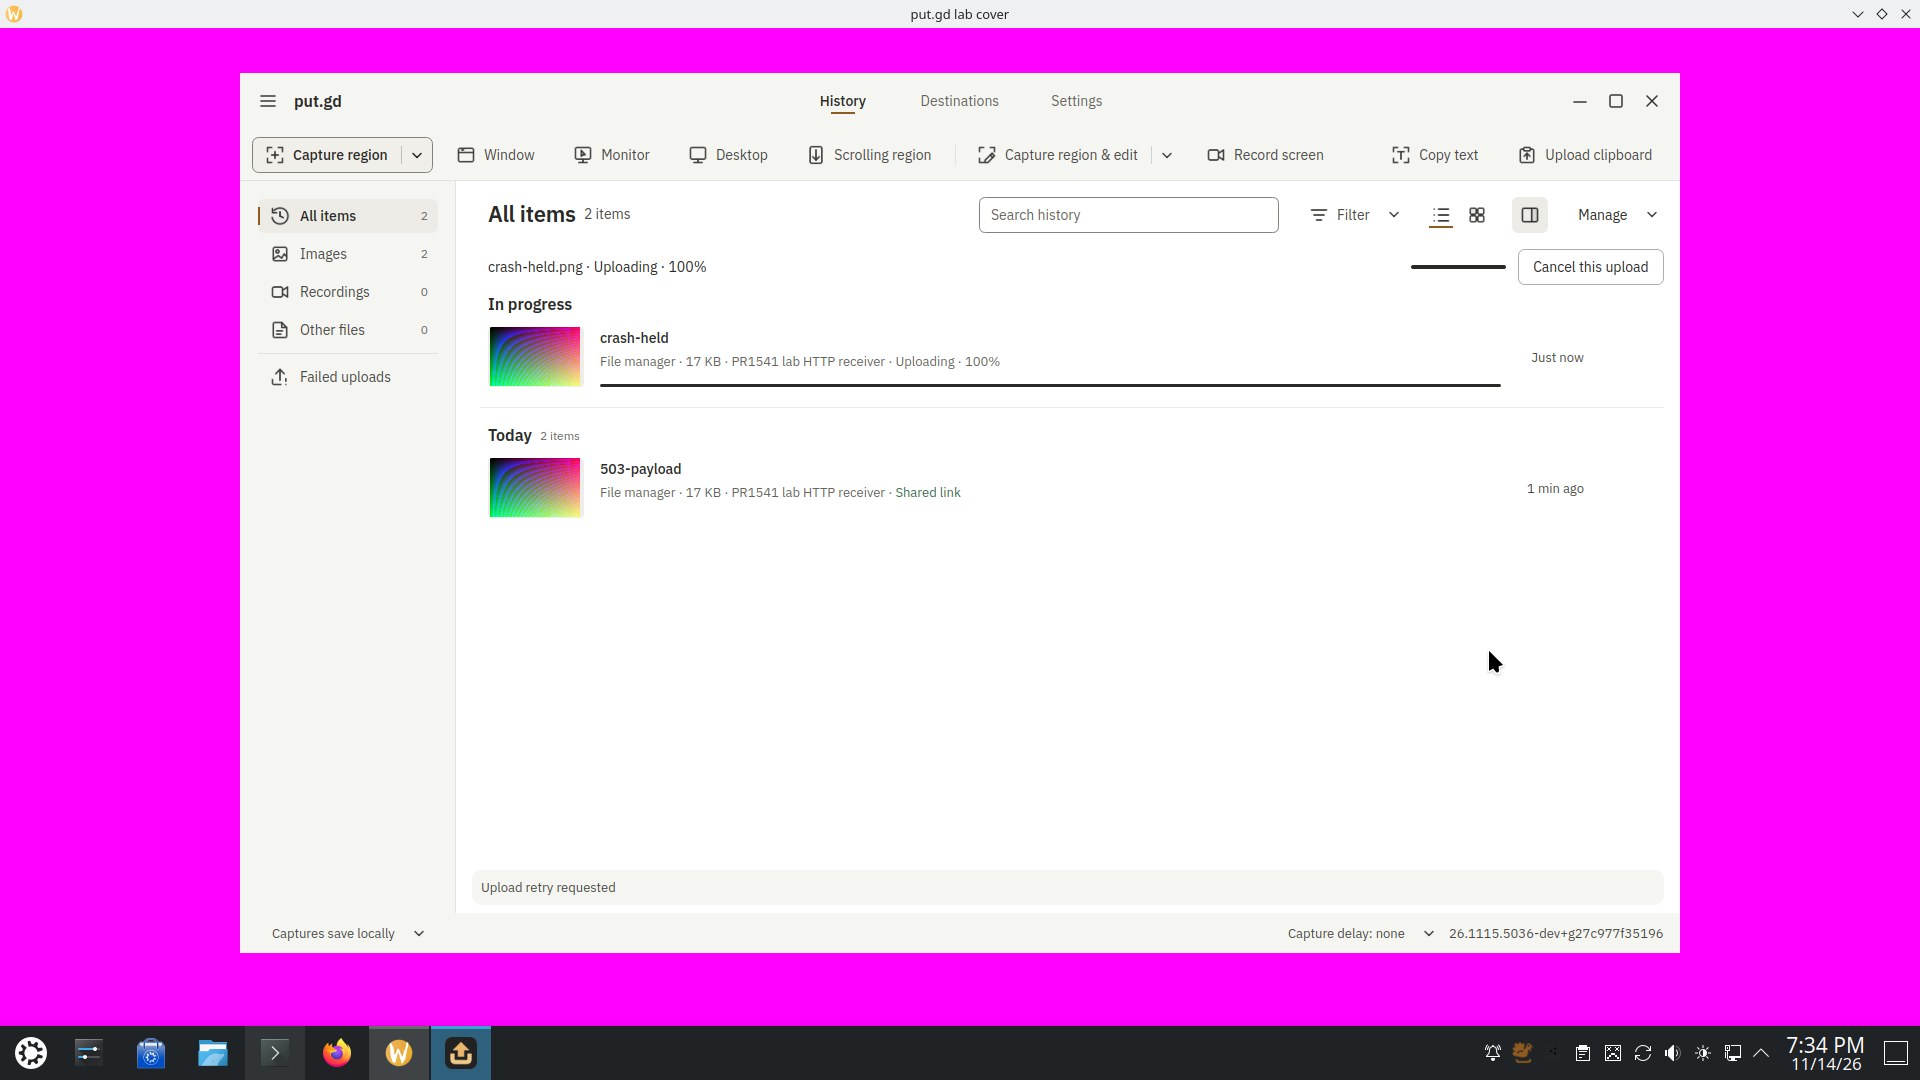 put.gd lab cover
put.gd
History
Destinations
Settings
Capture region
Window
Monitor
Desktop
Scrolling region
Capture region & edit
Record screen
Copy text
Upload clipboard
All items 2
Images 2
Recordings 0
Other files 0
Failed uploads
All items 2 items
Search history
Filter
Manage
crash-held.png · Uploading · 100%
Cancel this upload
In progress
crash-held
File manager · 17 KB · PR1541 lab HTTP receiver · Uploading · 100%
Just now
Today 2 items
503-payload
File manager · 17 KB · PR1541 lab HTTP receiver · Shared link
1 min ago
Upload retry requested
Captures save locally
Capture delay: none
26.1115.5036-dev+g27c977f35196
7:34 PM
11/14/26